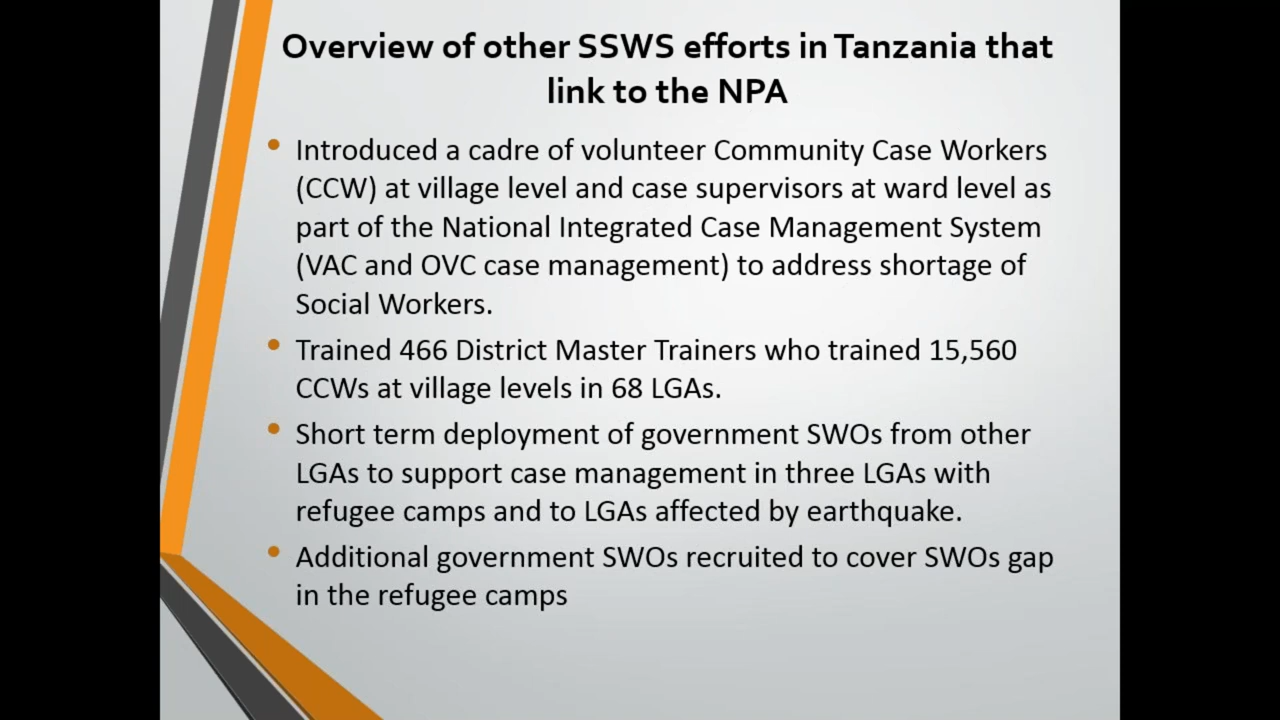 Overview of other SSWS efforts in Tanzania that
link to the NPA
• Introduced a cadre of volunteer Community Case Workers
(CCW) at village level and case supervisors at ward level as
part of the National Integrated Case Management System
(VAC and OVC case management) to address shortage of
Social Workers.
• Trained 466 District Master Trainers who trained 15,560
CCWs at village levels in 68 LGAs.
• Short term deployment of government SWOs from other
LGAs to support case management in three LGAs with
refugee camps and to LGAs affected by earthquake.
• Additional government SWOs recruited to cover SWOs gap
in the refugee camps